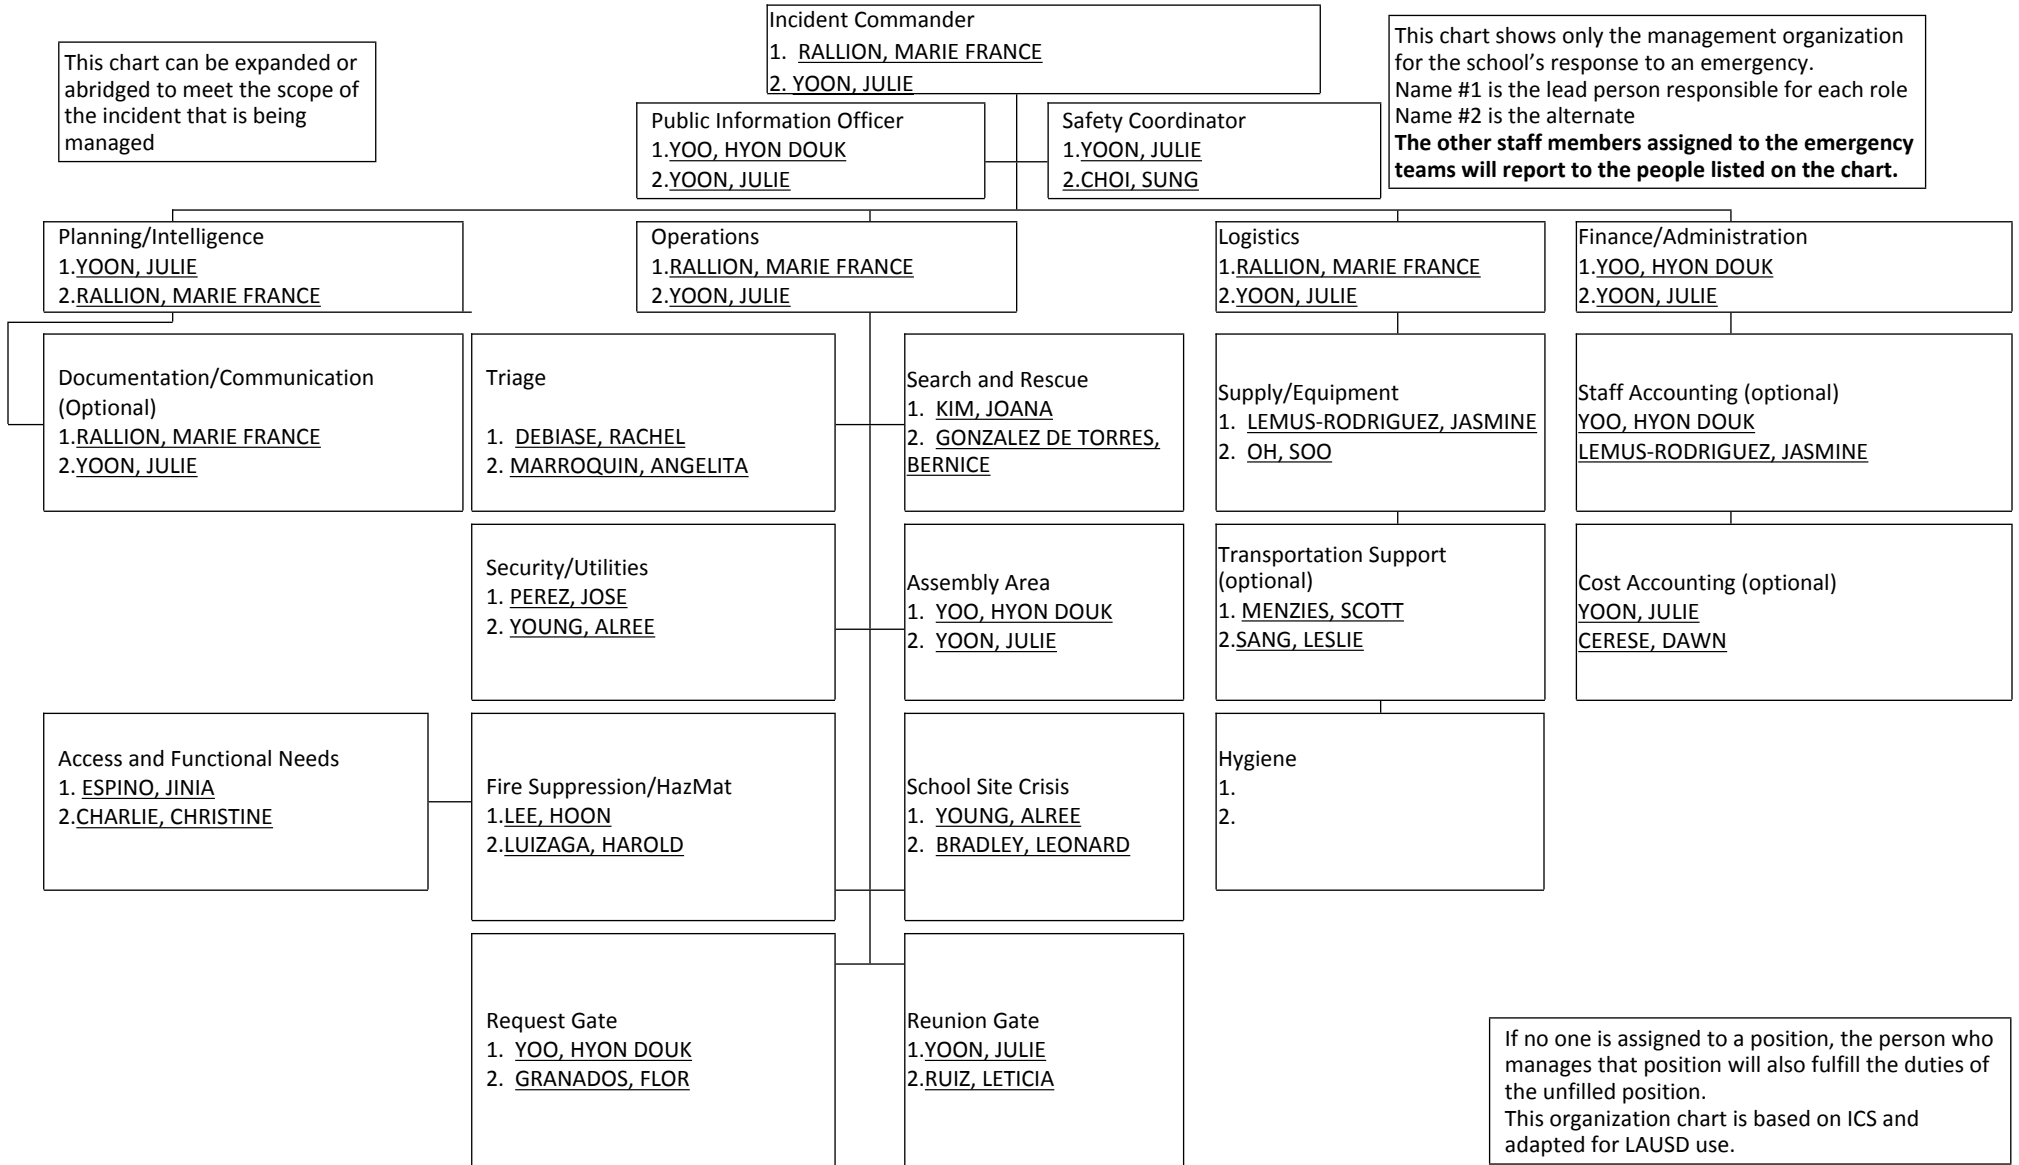 Incident Commander
1. RALLION, MARIE FRANCE
2. YOON, JULIE
This chart can be expanded or
abridged to meet the scope of
the incident that is being
managed
This chart shows only the management organization
for the school’s response to an emergency.
Name #1 is the lead person responsible for each role
Name #2 is the alternate
The other staff members assigned to the emergency
teams will report to the people listed on the chart.
Public Information Officer
1.YOO, HYON DOUK
2.YOON, JULIE
Safety Coordinator
1.YOON, JULIE
2.CHOI, SUNG
Planning/Intelligence
1.YOON, JULIE
2.RALLION, MARIE FRANCE
Operations
1.RALLION, MARIE FRANCE
2.YOON, JULIE
Logistics
1.RALLION, MARIE FRANCE
2.YOON, JULIE
Finance/Administration
1.YOO, HYON DOUK
2.YOON, JULIE
Documentation/Communication
(Optional)
1.RALLION, MARIE FRANCE
2.YOON, JULIE
Triage
1. DEBIASE, RACHEL
2. MARROQUIN, ANGELITA
Search and Rescue
1. KIM, JOANA
2. GONZALEZ DE TORRES,
BERNICE
Supply/Equipment
1. LEMUS-RODRIGUEZ, JASMINE
2. OH, SOO
Staff Accounting (optional)
YOO, HYON DOUK
LEMUS-RODRIGUEZ, JASMINE
Security/Utilities
1. PEREZ, JOSE
2. YOUNG, ALREE
Assembly Area
1. YOO, HYON DOUK
2. YOON, JULIE
Transportation Support
(optional)
1. MENZIES, SCOTT
2.SANG, LESLIE
Cost Accounting (optional)
YOON, JULIE
CERESE, DAWN
Access and Functional Needs
1. ESPINO, JINIA
2.CHARLIE, CHRISTINE
Fire Suppression/HazMat
1.LEE, HOON
2.LUIZAGA, HAROLD
School Site Crisis
1. YOUNG, ALREE
2. BRADLEY, LEONARD
Hygiene
1.
2.
Request Gate
1. YOO, HYON DOUK
2. GRANADOS, FLOR
Reunion Gate
1.YOON, JULIE
2.RUIZ, LETICIA
If no one is assigned to a position, the person who
manages that position will also fulfill the duties of
the unfilled position.
This organization chart is based on ICS and
adapted for LAUSD use.